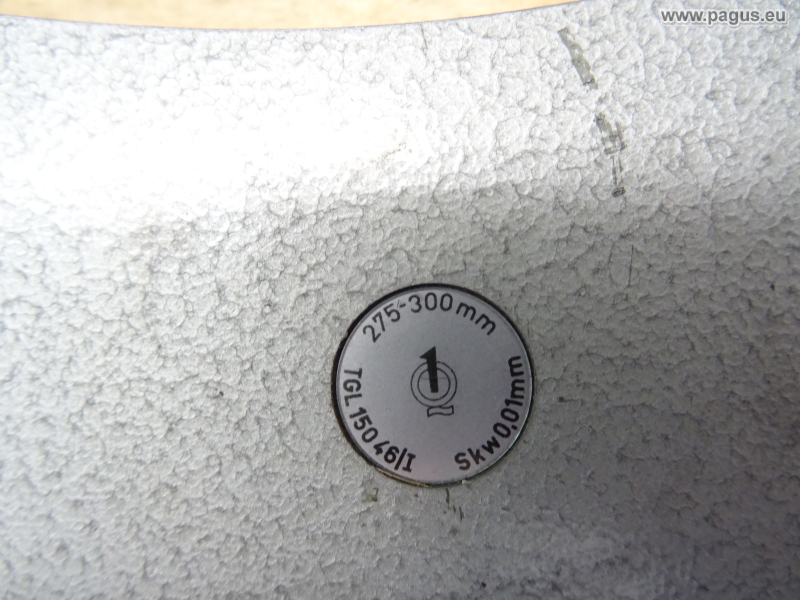 www.pagus.eu
275-300 mm
1
Q
TGL 15046/I
Skw 0,01mm